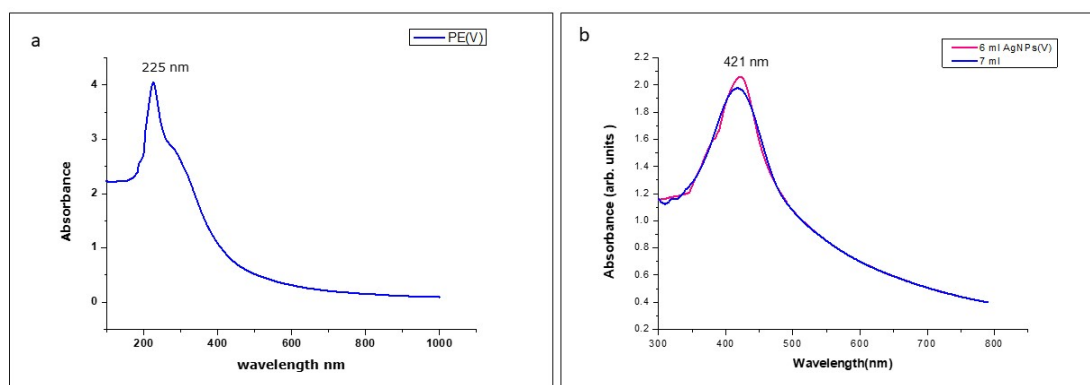 a
PE(V)
225 nm
4
3
2
1
0
Absorbance
200
400
600
800
1000
wavelength nm
b
6 ml AgNPs(V)
7 ml
421 nm
2.2
2.0
1.8
1.6
1.4
1.2
1.0
0.8
0.6
0.4
0.2
Absorbance (arb. units )
300
400
500
600
700
800
Wavelength(nm)